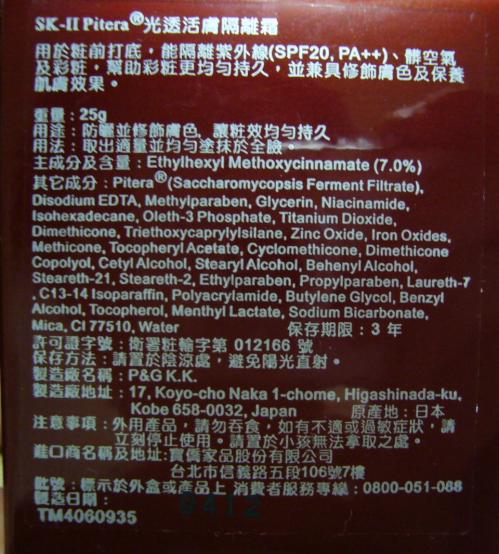 SK-II Pitera®光透活膚隔離霜
用於粧前打底，能隔離紫外線(SPF20, PA++)、髒空氣
及彩粧，幫助彩粧更均勻持久，並兼具修飾膚色及保養
肌膚效果。
重量：25g
用途：防曬並修飾膚色，讓粧效均勻持久
用法：取出適量並均勻塗抹於全臉。
主成分及含量：Ethylhexyl Methoxycinnamate (7.0%)
其它成分：Pitera®(Saccharomycopsis Ferment Filtrate),
Disodium EDTA, Methylparaben, Glycerin, Niacinamide,
Isohexadecane, Oleth-3 Phosphate, Titanium Dioxide,
Dimethicone, Triethoxycaprylylsilane, Zinc Oxide, Iron Oxides,
Methicone, Tocopheryl Acetate, Cyclomethicone, Dimethicone
Copolyol, Cetyl Alcohol, Stearyl Alcohol, Behenyl Alcohol,
Steareth-21, Steareth-2, Ethylparaben, Propylparaben, Laureth-7
, C13-14 Isoparaffin, Polyacrylamide, Butylene Glycol, Benzyl
Alcohol, Tocopherol, Menthyl Lactate, Sodium Bicarbonate,
Mica, CI 77510, Water 保存期限：3 年
許可證字號：衛署粧輸字第 012166 號
保存方法：請置於陰涼處，避免陽光直射。
製造廠名稱：P&G K.K.
製造廠地址：17, Koyo-cho Naka 1-chome, Higashinada-ku,
Kobe 658-0032, Japan 原產地：日本
注意事項：外用產品，請勿吞食，如有不適或過敏症狀，請
立刻停止使用。請置於小孩無法拿取之處。
進口商名稱及地址:寶僑家品股份有限公司
台北市信義路五段106號7樓
批號：標示於外盒或產品上 消費者服務專線：0800-051-088
製造日期：
0412
TM4060935